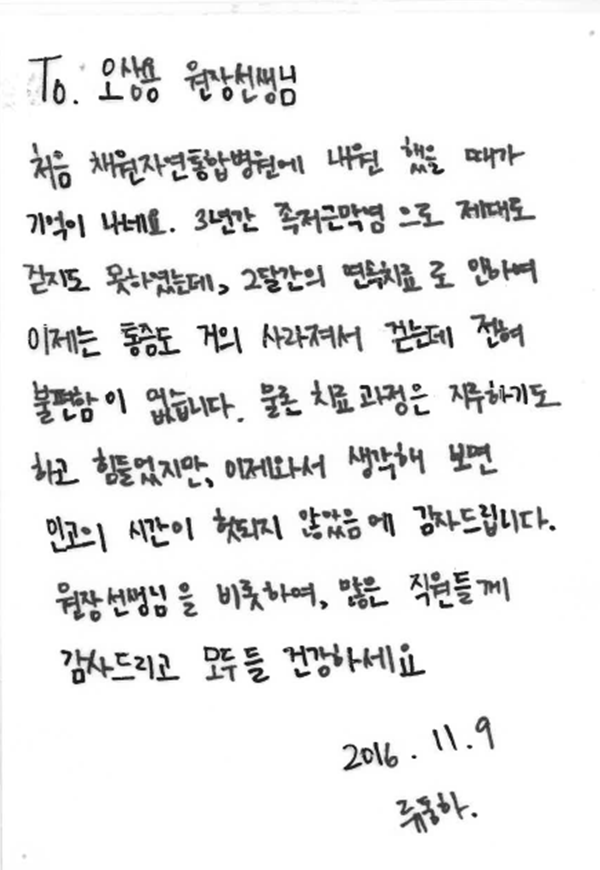 To. 오상용 원장선생님
처음 채원자연통합병원에 내원 했을 때가
기억이 나네요. 3년간 족저근막염 으로 제대로
걷지도 못하였는데, 2달간의 면역치료 로 인하여
이제는 통증도 거의 사라져서 걷는데 전혀
불편함이 없습니다. 물론 치료과정은 지루하기도
하고 힘들었지만, 이제와서 생각해 보면
인고의 시간이 헛되지 않았음에 감사드립니다.
원장선생님을 비롯하여, 많은 직원들께
감사드리고 모두들 건강하세요
2016. 11. 9
류동하.